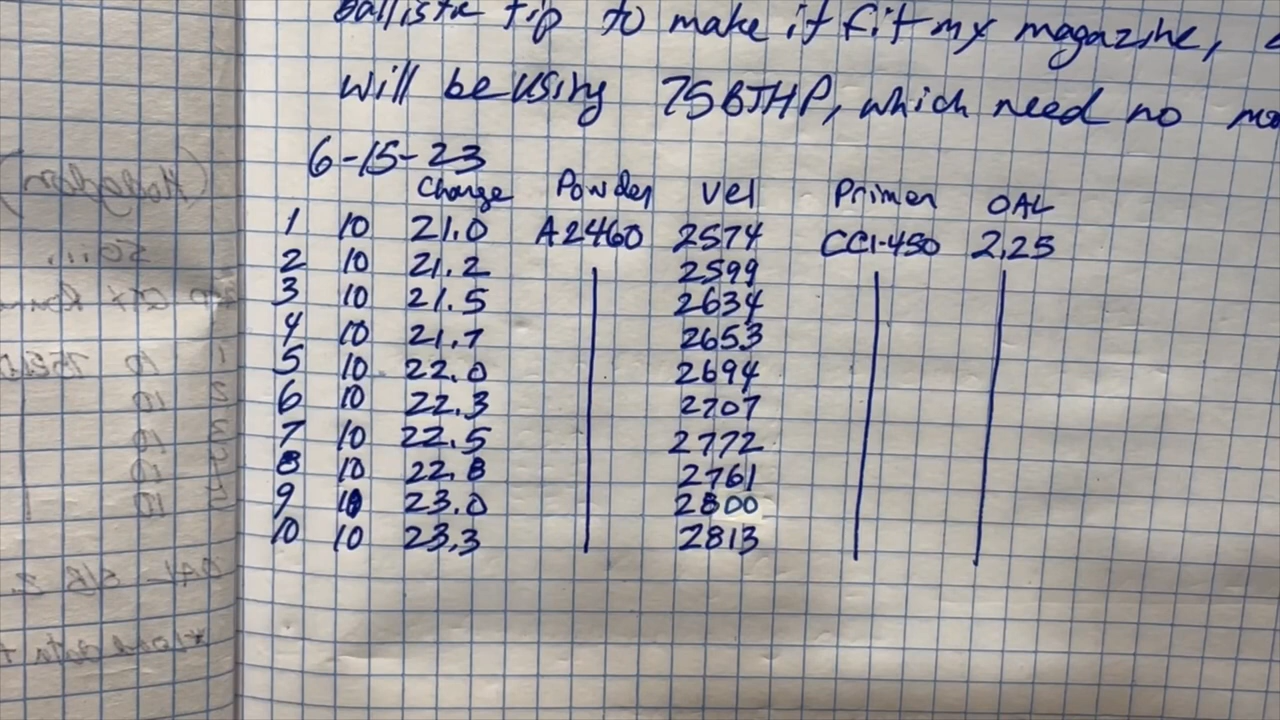 ballistic tip to make it fit my magazine,
will be using 75BTHP, which need no
6-15-23
Charge Powder Vel Primer OAL
1 10 21.0 A2460 2574 CCI-450 2.25
2 10 21.2 2599
3 10 21.5 2634
4 10 21.7 2653
5 10 22.0 2694
6 10 22.3 2707
7 10 22.5 2772
8 10 22.8 2761
9 10 23.0 2800
10 10 23.3 2813